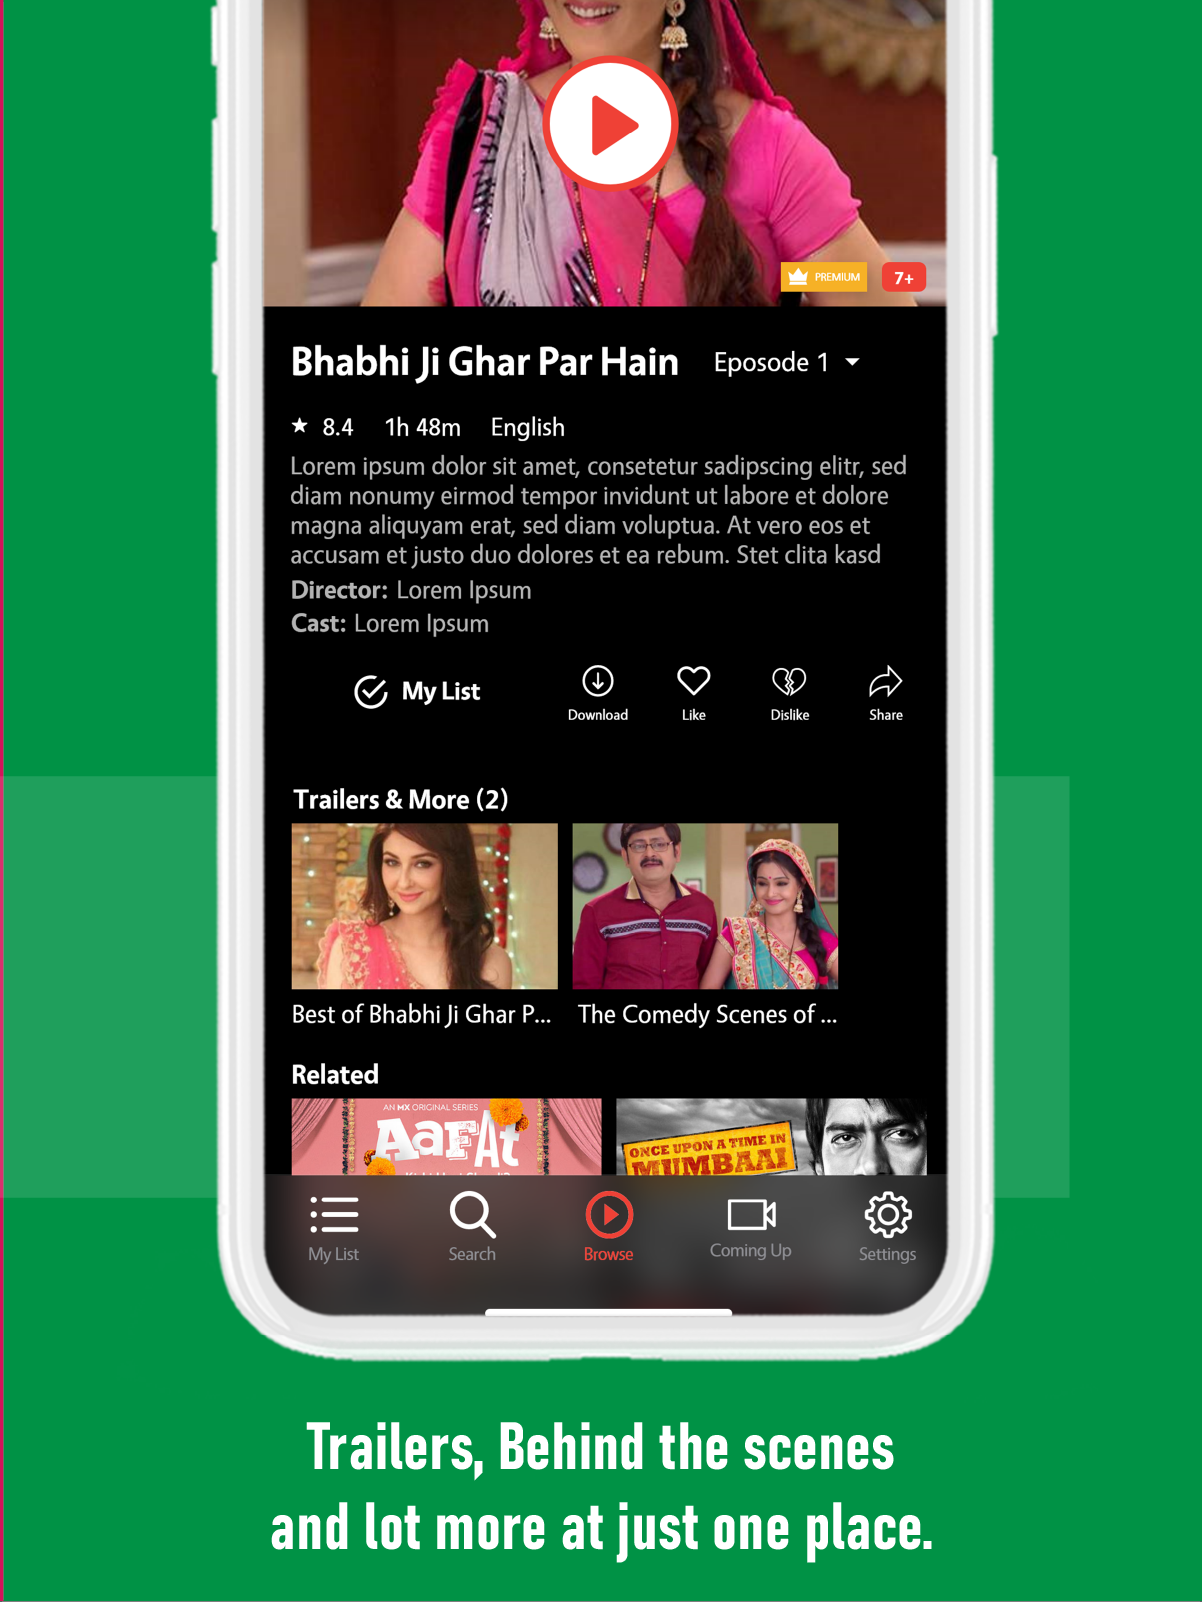 PREMIUM
7+
Bhabhi Ji Ghar Par Hain
Eposode 1
8.4 1h 48m English
Lorem ipsum dolor sit amet, consetetur sadipscing elitr, sed
diam nonumy eirmod tempor invidunt ut labore et dolore
magna aliquyam erat, sed diam voluptua. At vero eos et
accusam et justo duo dolores et ea rebum. Stet clita kasd
Director: Lorem Ipsum
Cast: Lorem Ipsum
My List
Download
Like
Dislike
Share
Trailers & More (2)
Best of Bhabhi Ji Ghar P...
The Comedy Scenes of ...
Related
AN MX ORIGINAL SERIES
AAFAt
ONCE UPON A TIME IN
MUMBAAI
My List
Search
Browse
Coming Up
Settings
Trailers, Behind the scenes
and lot more at just one place.